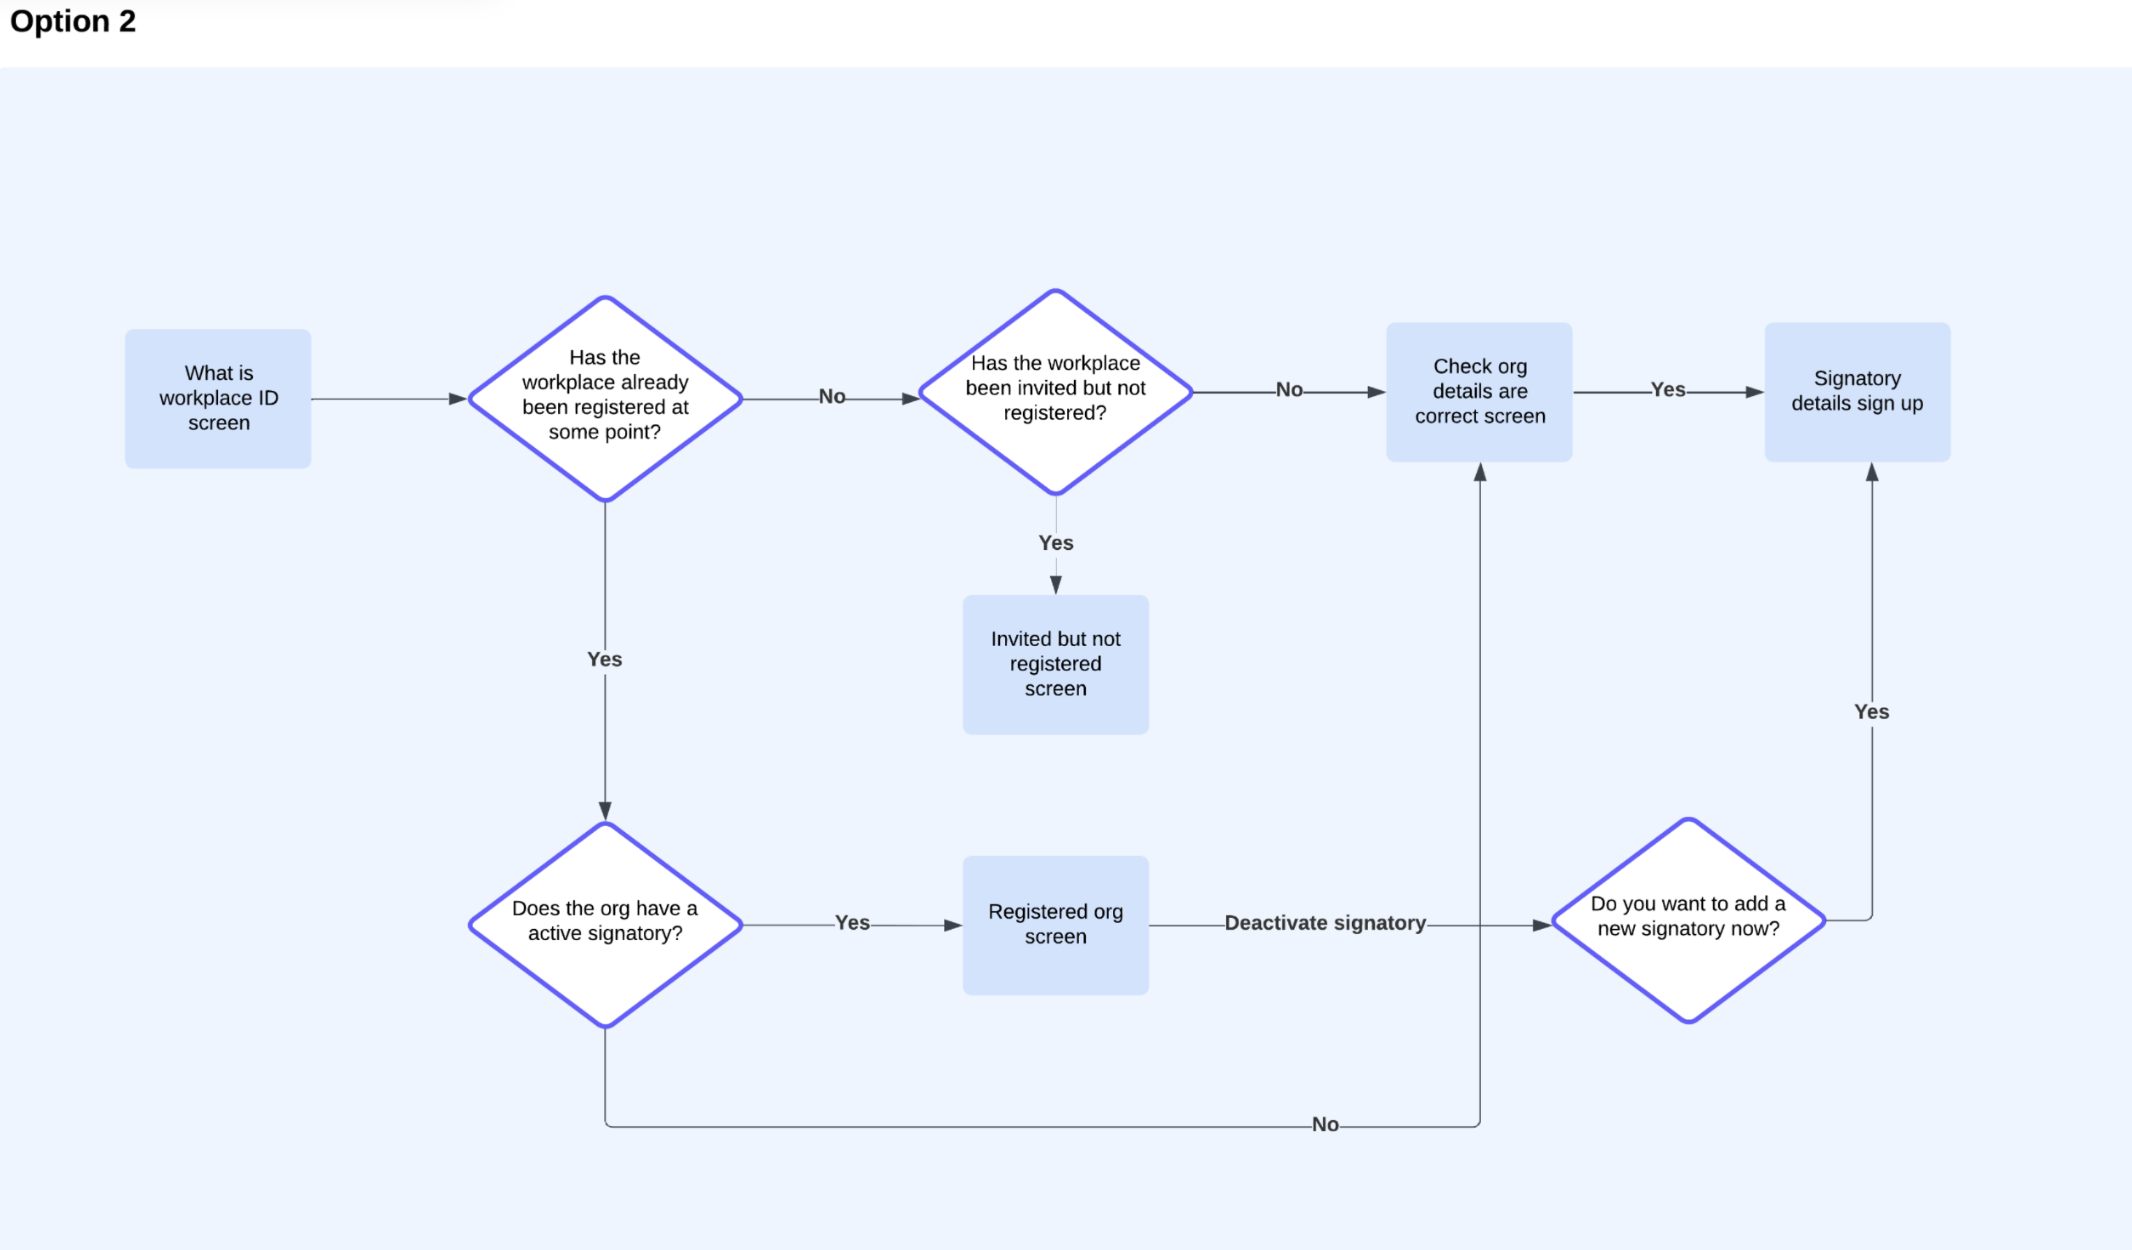 Option 2
What is
workplace ID
screen
Has the
workplace already
been registered at
some point?
No
Has the workplace
been invited but not
registered?
No
Check org
details are
correct screen
Yes
Signatory
details sign up
Yes
Invited but not
registered
screen
Yes
Yes
Does the org have a
active signatory?
Yes
Registered org
screen
Deactivate signatory
Do you want to add a
new signatory now?
No